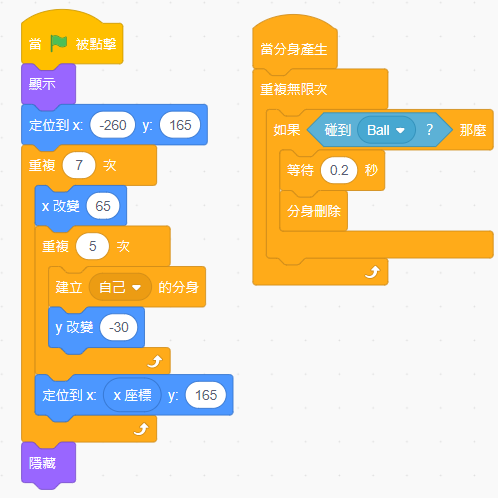 當 被點擊
顯示
定位到 x: -260 y: 165
重複 7 次
x 改變 65
重複 5 次
建立 自己 的分身
y 改變 -30
定位到 x: x 座標 y: 165
隱藏
當分身產生
重複無限次
如果 碰到 Ball ? 那麼
等待 0.2 秒
分身刪除